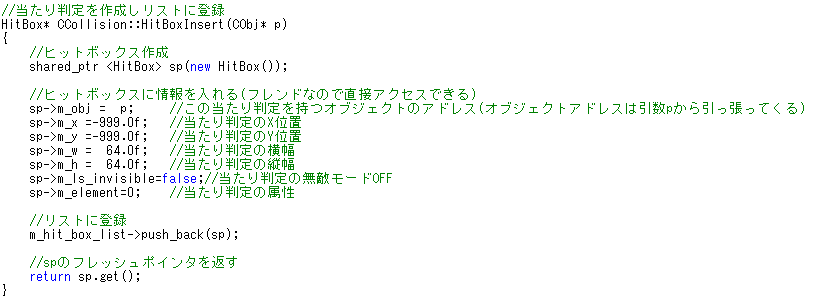 //当たり判定を作成しリストに登録
HitBox* CCollision::HitBoxInsert(CObj* p)
{
//ヒットボックス作成
shared_ptr <HitBox> sp(new HitBox());
//ヒットボックスに情報を入れる(フレンドなので直接アクセスできる)
sp->m_obj =  p;    //この当たり判定を持つオブジェクトのアドレス(オブジェクトアドレスは引数pから引っ張ってくる)
sp->m_x =-999.0f;  //当たり判定のX位置
sp->m_y =-999.0f;  //当たり判定のY位置
sp->m_w =  64.0f;  //当たり判定の横幅
sp->m_h =  64.0f;  //当たり判定の縦幅
sp->m_Is_invisible=false;//当たり判定の無敵モードOFF
sp->m_element=0;   //当たり判定の属性
//リストに登録
m_hit_box_list->push_back(sp);
//spのフレッシュポインタを返す
return sp.get();
}